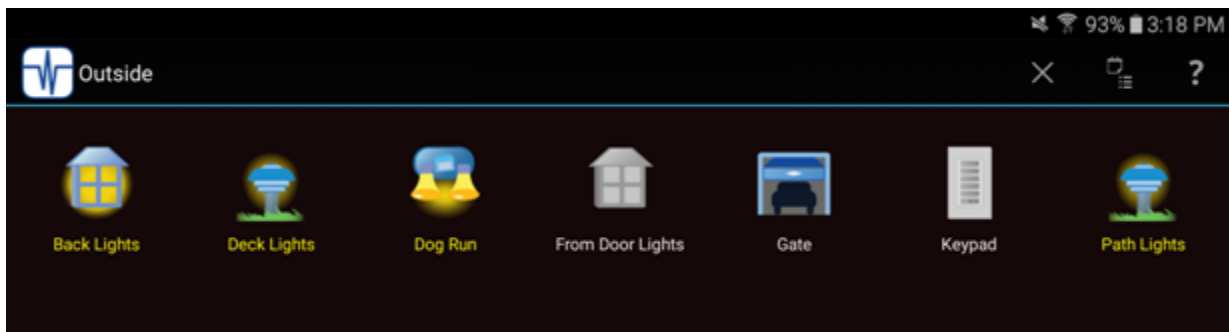 93% 3:18 PM
Outside
?
Back Lights
Deck Lights
Dog Run
From Door Lights
Gate
Keypad
Path Lights